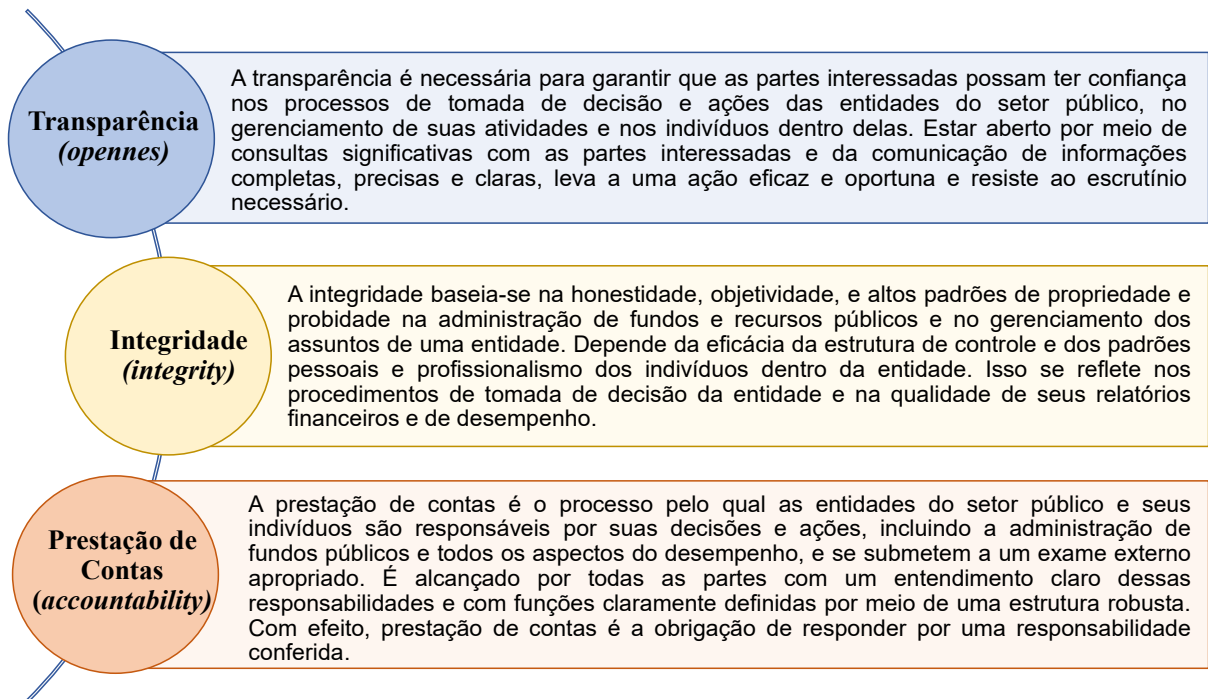 Transparência
(opennes)
A transparência é necessária para garantir que as partes interessadas possam ter confiança
nos processos de tomada de decisão e ações das entidades do setor público, no
gerenciamento de suas atividades e nos indivíduos dentro delas. Estar aberto por meio de
consultas significativas com as partes interessadas e da comunicação de informações
completas, precisas e claras, leva a uma ação eficaz e oportuna e resiste ao escrutínio
necessário.
Integridade
(integrity)
A integridade baseia-se na honestidade, objetividade, e altos padrões de propriedade e
probidade na administração de fundos e recursos públicos e no gerenciamento dos
assuntos de uma entidade. Depende da eficácia da estrutura de controle e dos padrões
pessoais e profissionalismo dos indivíduos dentro da entidade. Isso se reflete nos
procedimentos de tomada de decisão da entidade e na qualidade de seus relatórios
financeiros e de desempenho.
Prestação de
Contas
(accountability)
A prestação de contas é o processo pelo qual as entidades do setor público e seus
indivíduos são responsáveis por suas decisões e ações, incluindo a administração de
fundos públicos e todos os aspectos do desempenho, e se submetem a um exame externo
apropriado. É alcançado por todas as partes com um entendimento claro dessas
responsabilidades e com funções claramente definidas por meio de uma estrutura robusta.
Com efeito, prestação de contas é a obrigação de responder por uma responsabilidade
conferida.